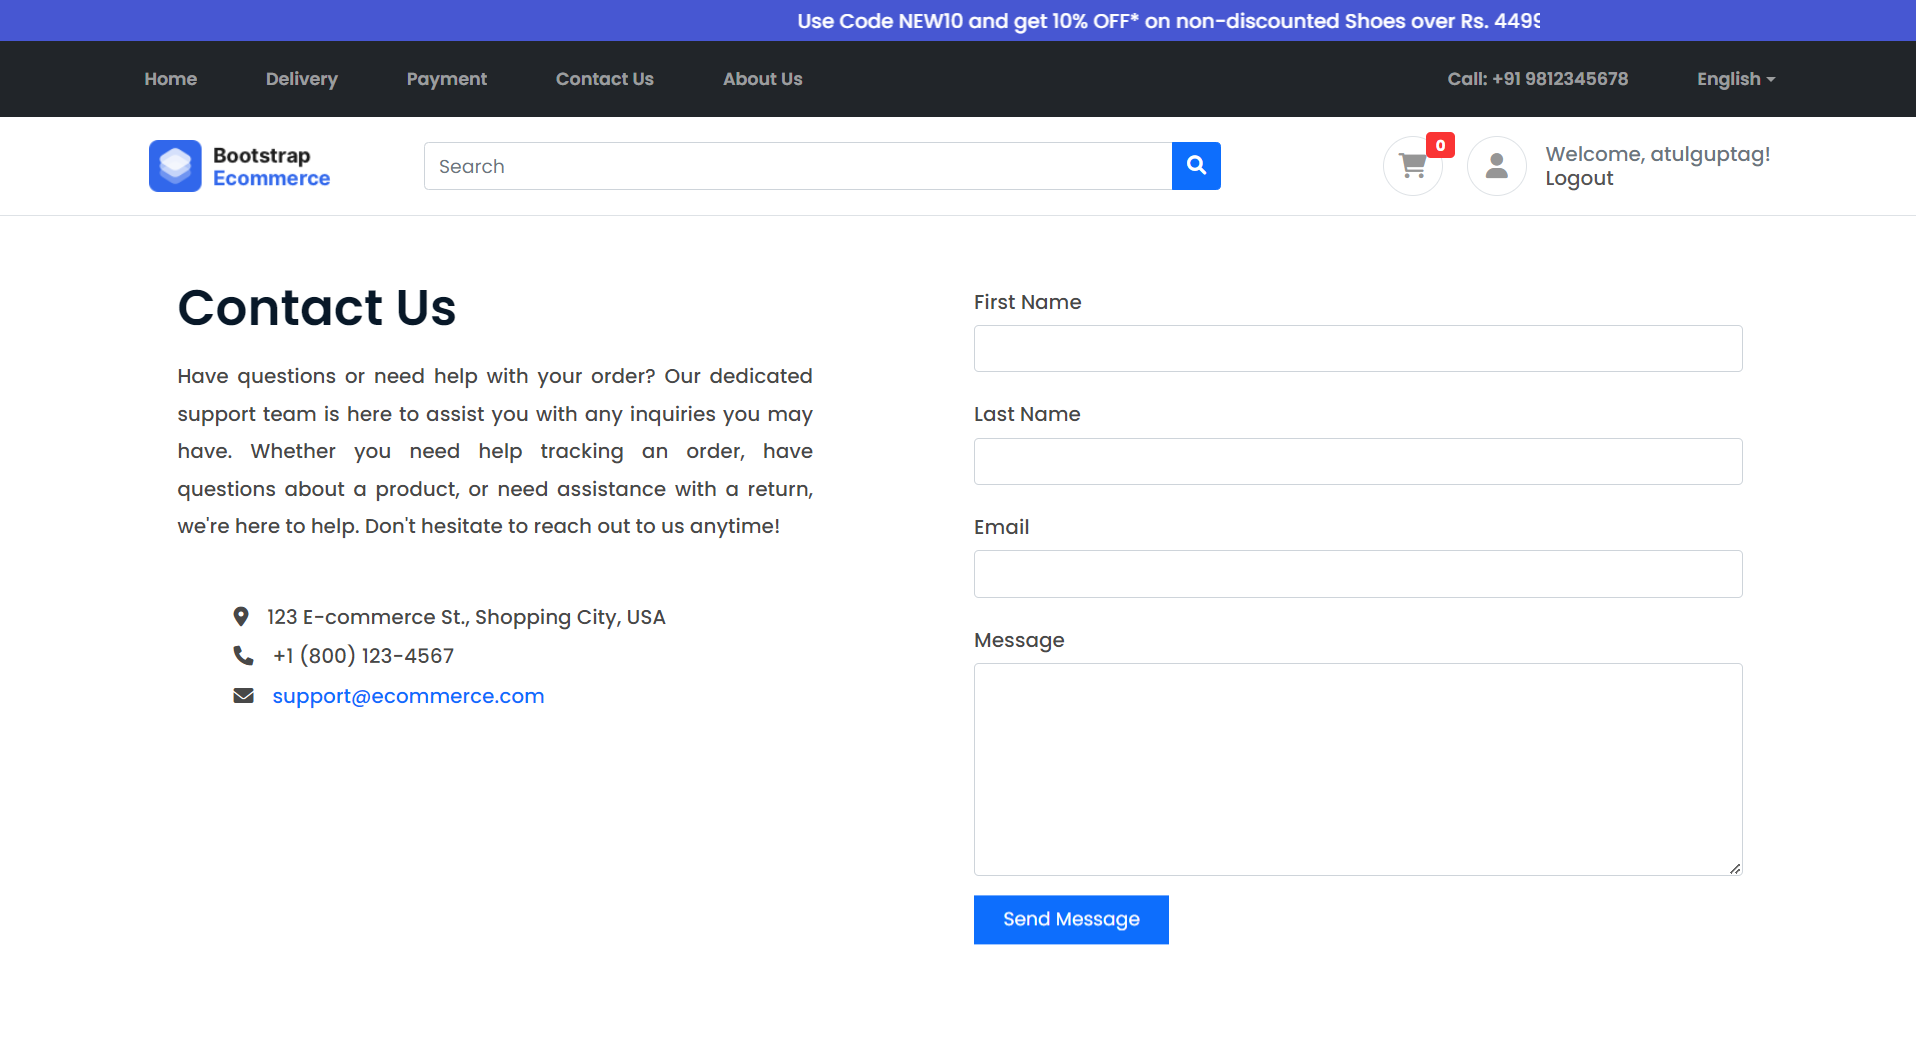 Use Code NEW10 and get 10% OFF* on non-discounted Shoes over Rs. 4499
Home Delivery Payment Contact Us About Us Call: +91 9812345678 English
Bootstrap
Ecommerce
Search
0
Welcome, atulguptag!
Logout
Contact Us
Have questions or need help with your order? Our dedicated
support team is here to assist you with any inquiries you may
have. Whether you need help tracking an order, have
questions about a product, or need assistance with a return,
we're here to help. Don't hesitate to reach out to us anytime!
123 E-commerce St., Shopping City, USA
+1 (800) 123-4567
support@ecommerce.com
First Name
Last Name
Email
Message
Send Message